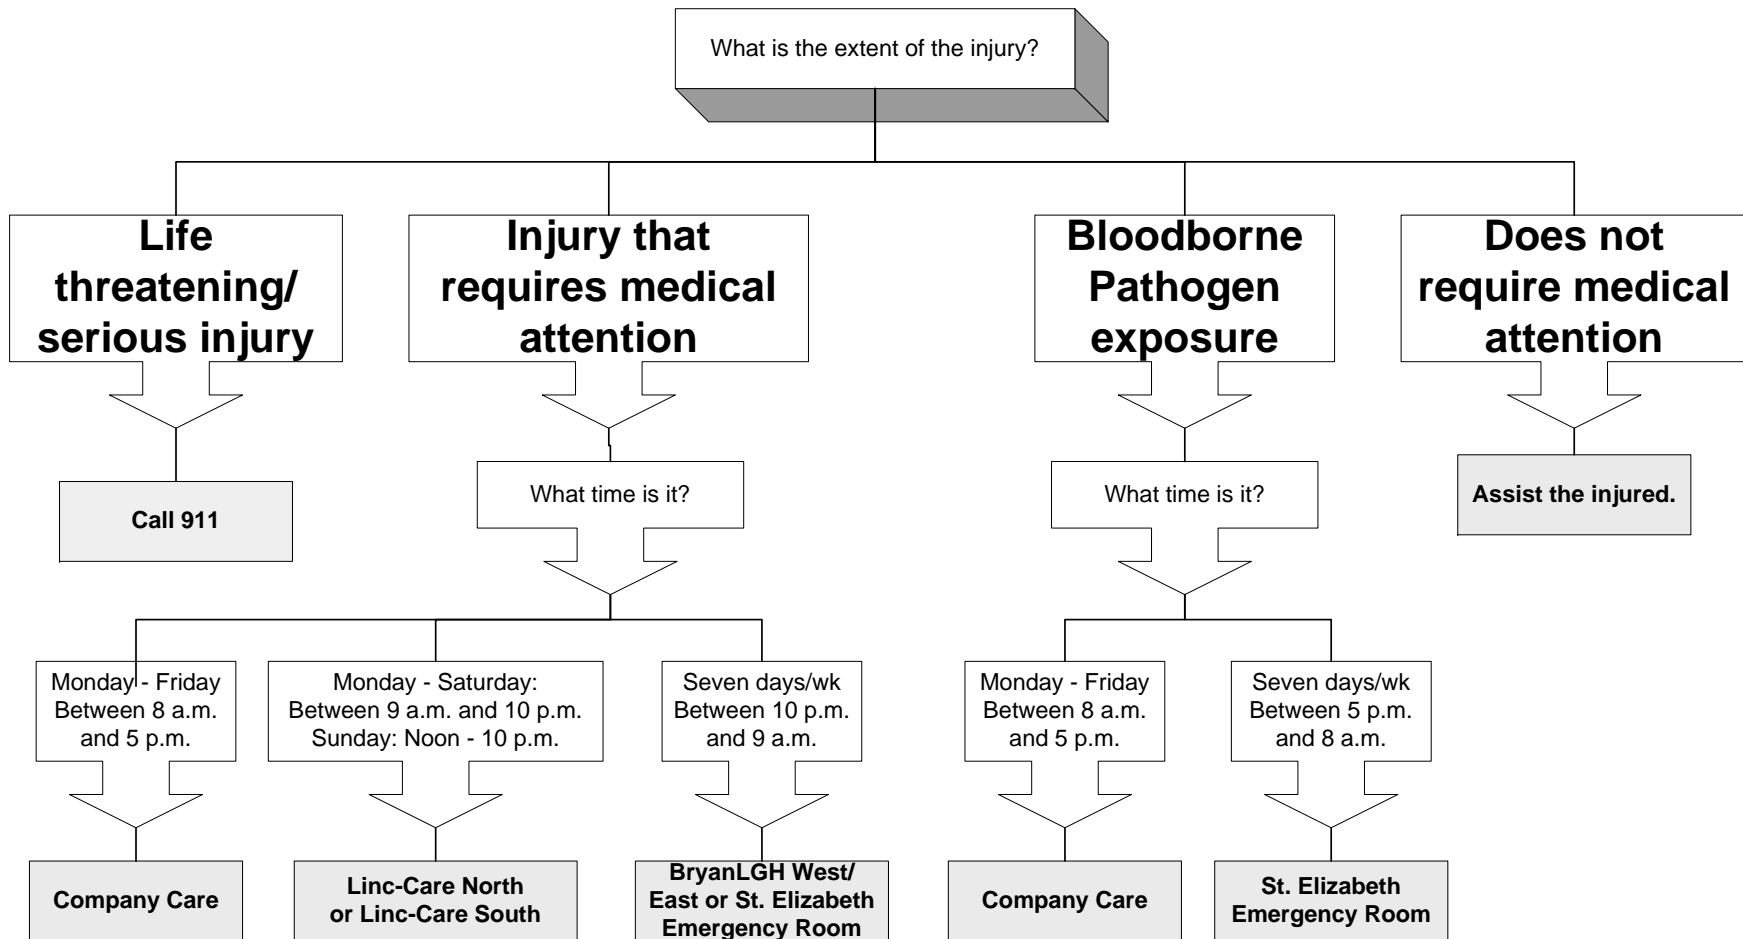 What is the extent of the injury?
Life
threatening/
serious injury
Injury that
requires medical
attention
Bloodborne
Pathogen
exposure
Does not
require medical
attention
Call 911
What time is it?
What time is it?
Assist the injured.
Monday - Friday
Between 8 a.m.
and 5 p.m.
Monday - Saturday:
Between 9 a.m. and 10 p.m.
Sunday: Noon - 10 p.m.
Seven days/wk
Between 10 p.m.
and 9 a.m.
Monday - Friday
Between 8 a.m.
and 5 p.m.
Seven days/wk
Between 5 p.m.
and 8 a.m.
Company Care
Linc-Care North
or Linc-Care South
BryanLGH West/
East or St. Elizabeth
Emergency Room
Company Care
St. Elizabeth
Emergency Room